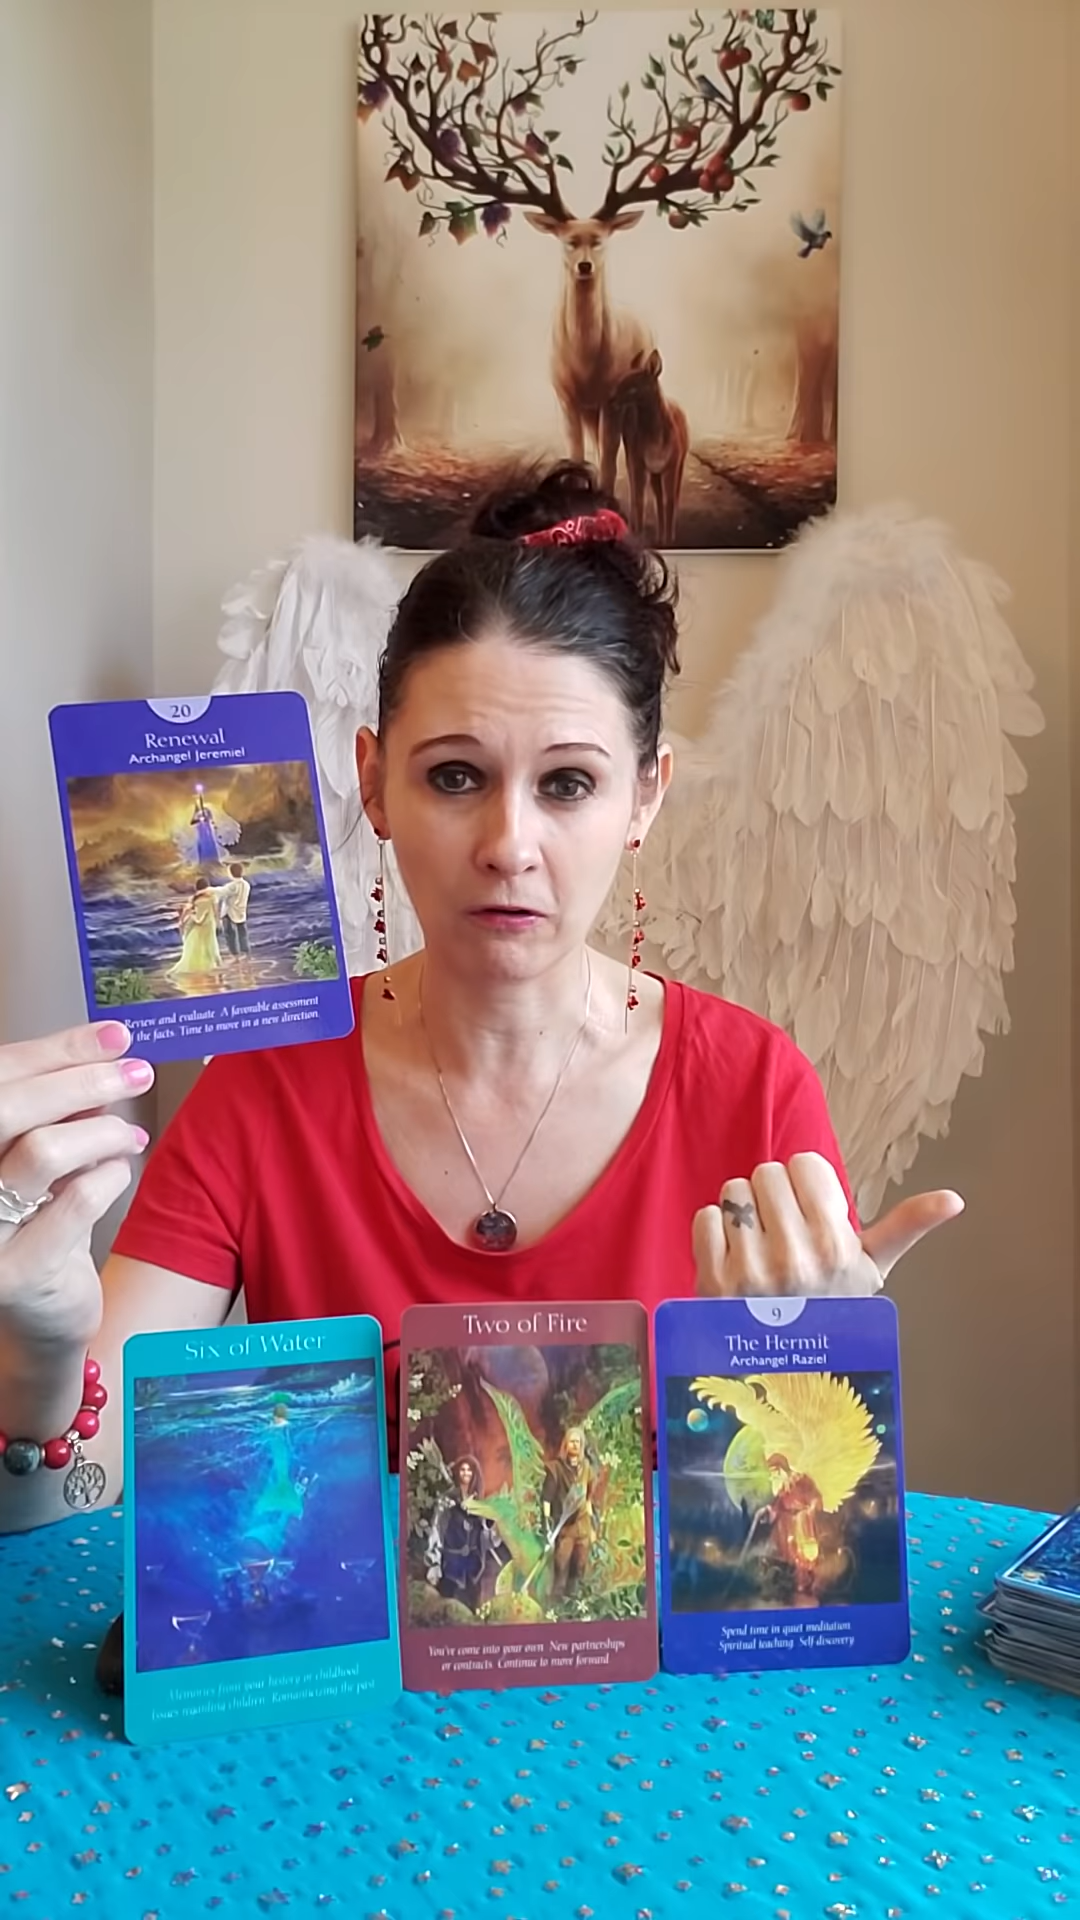 20
Renewal
Archangel Jeremiel
Review and evaluate A favorable assessment
the facts Time to move in a new direction.
Six of Water
Memories from your history or childhood
Issues regarding children Romanticizing the past
Two of Fire
You've come into your own New partnerships
or contracts Continue to move forward
9
The Hermit
Archangel Raziel
Spend time in quiet meditation
Spiritual teaching Self discovery